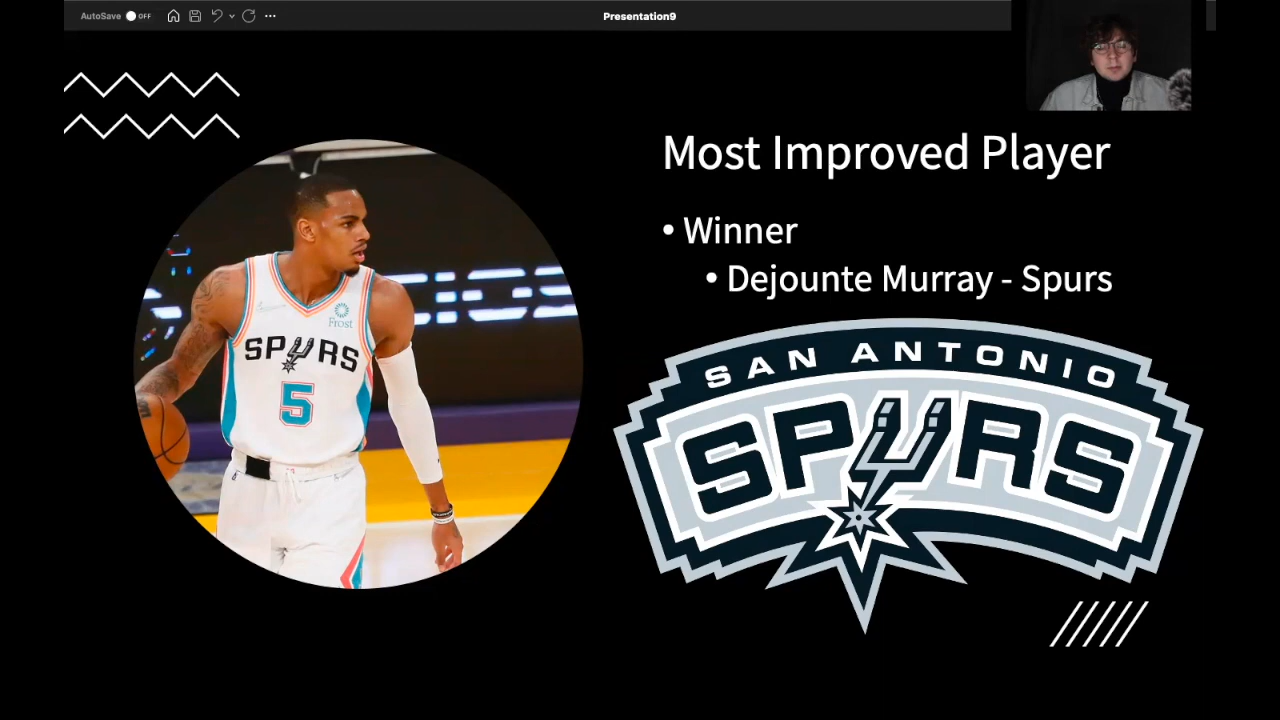 AutoSave OFF
Presentation9
Most Improved Player
• Winner
• Dejounte Murray - Spurs
Frost
SPURS
5
SAN ANTONIO
SPURS